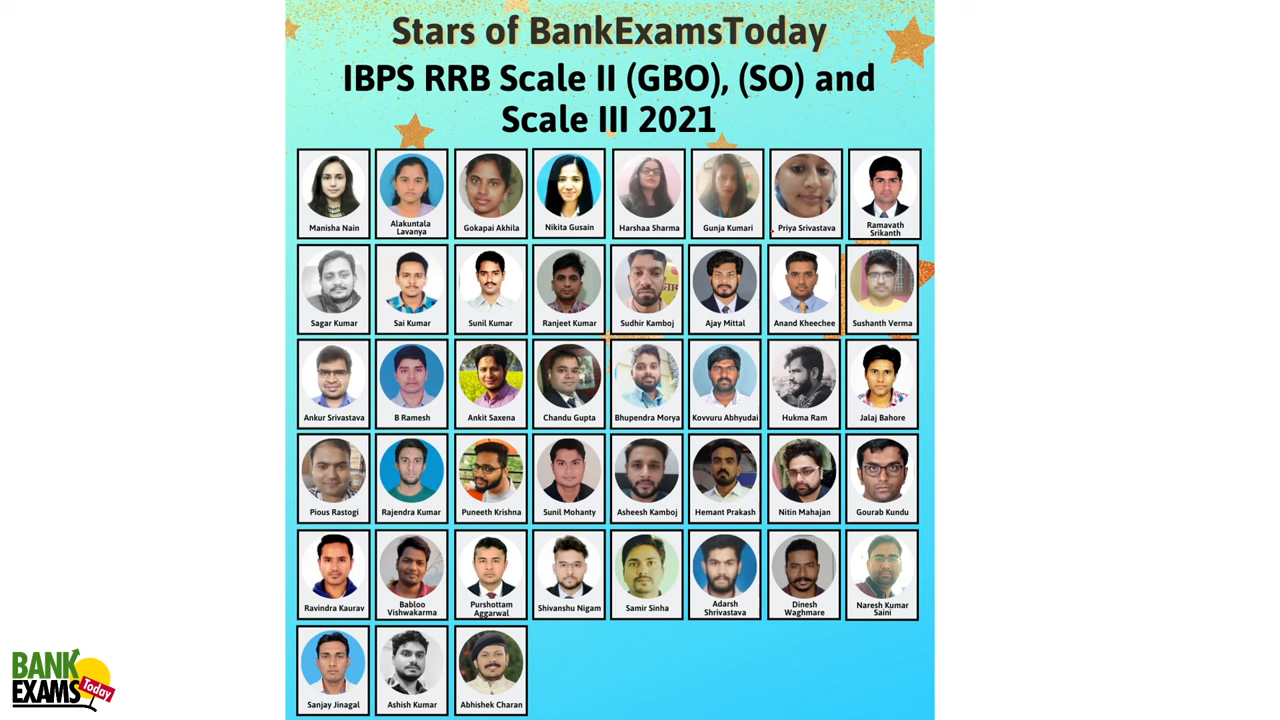 Stars of BankExamsToday
IBPS RRB Scale II (GBO), (SO) and
Scale III 2021
Manisha Nain
Alakuntala
Lavanya
Gokapai Akhila
Nikita Gusain
Harshaa Sharma
Gunja Kumari
Priya Srivastava
Ramavath
Srikanth
Sagar Kumar
Sai Kumar
Sunil Kumar
Ranjeet Kumar
Sudhir Kamboj
Ajay Mittal
Anand Kheechee
Sushanth Verma
Ankur Srivastava
B Ramesh
Ankit Saxena
Chandu Gupta
Bhupendra Morya
Kovvuru Abhyudai
Hukma Ram
Jalaj Bahore
Pious Rastogi
Rajendra Kumar
Puneeth Krishna
Sunil Mohanty
Asheesh Kamboj
Hemant Prakash
Nitin Mahajan
Gourab Kundu
Ravindra Kaurav
Babloo
Vishwakarma
Purshottam
Aggarwal
Shivanshu Nigam
Samir Sinha
Adarsh
Shrivastava
Dinesh
Waghmare
Naresh Kumar
Saini
Sanjay Jinagal
Ashish Kumar
Abhishek Charan
BANK
EXAMS
Today